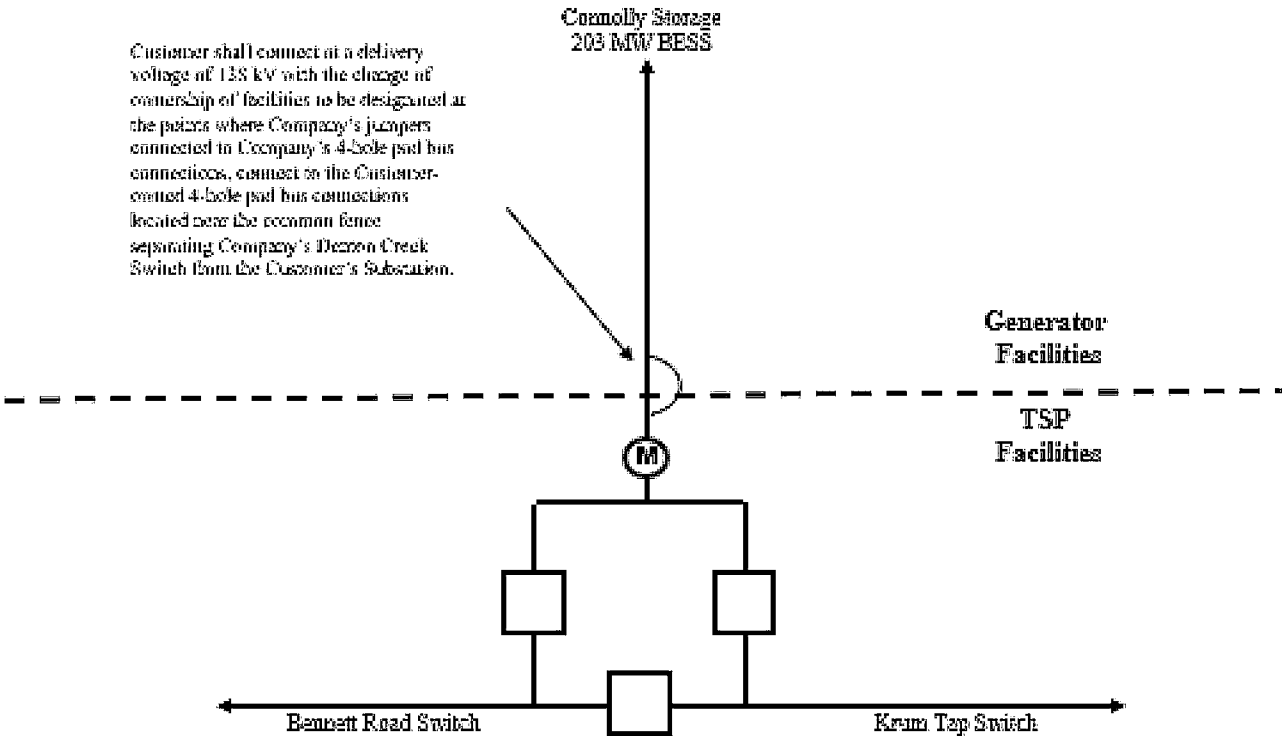 Connolly Storage
203 MW BESS
Customer shall connect at a delivery
voltage of 138 kV with the change of
ownership of facilities to be designated at
the points where Company's jumpers
connected to Company's 4-hole pad bus
connections, connect to the Customer-
owned 4-hole pad bus connections
located near the common fence
separating Company's Denton Creek
Switch from the Customer's Substation.
Generator
Facilities
TSP
Facilities
M
Bennett Road Switch
Krum Tap Switch